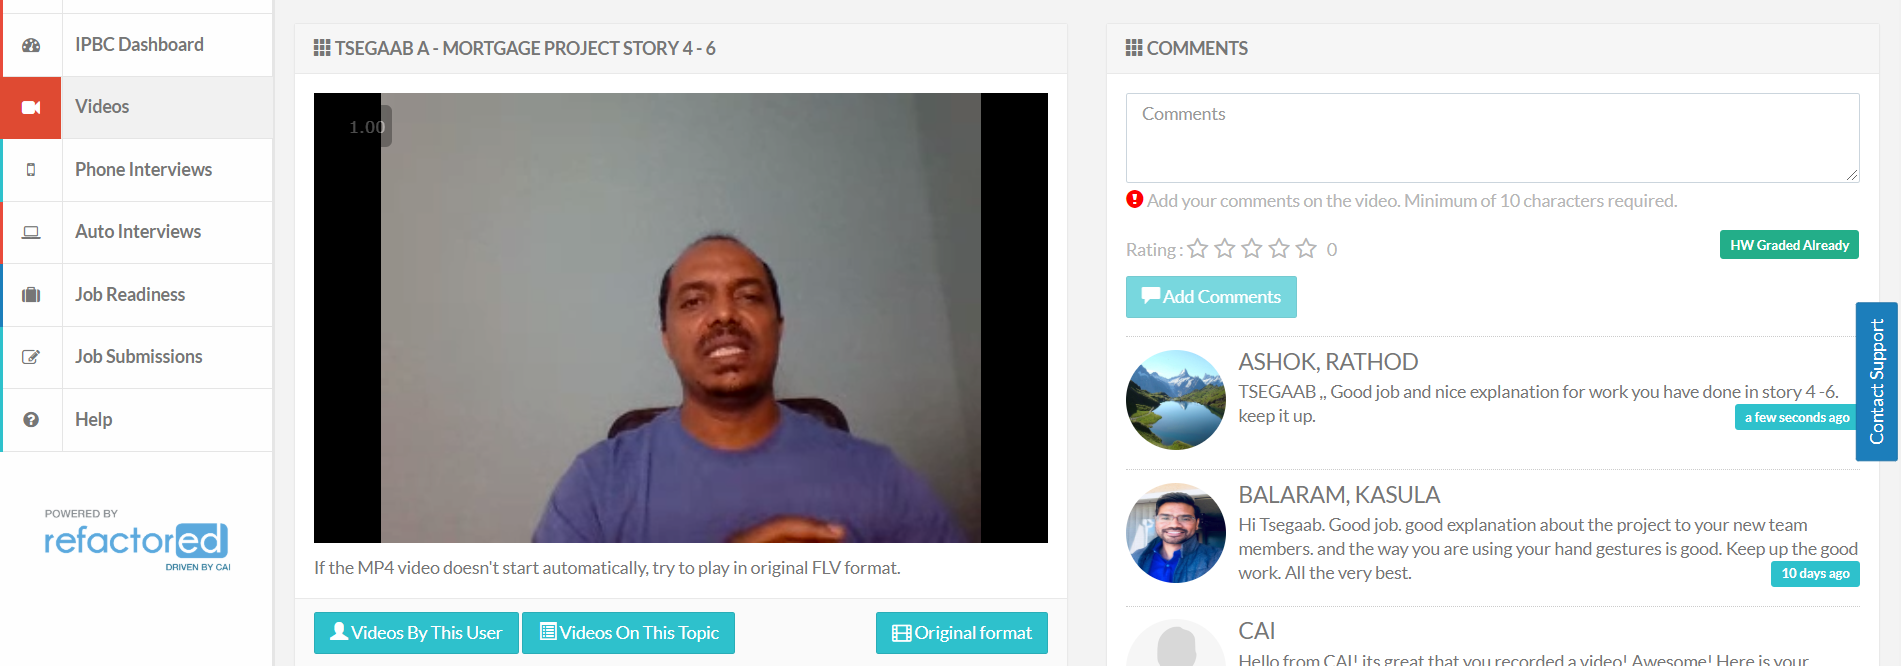 IPBC Dashboard
Videos
Phone Interviews
Auto Interviews
Job Readiness
Job Submissions
Help
POWERED BY
refactored
DRIVEN BY CAI
TSEGAAB A - MORTGAGE PROJECT STORY 4 - 6
1.00
If the MP4 video doesn't start automatically, try to play in original FLV format.
Videos By This User
Videos On This Topic
Original format
COMMENTS
Comments
Add your comments on the video. Minimum of 10 characters required.
Rating : 0
HW Graded Already
Add Comments
ASHOK, RATHOD
TSEGAAB ,, Good job and nice explanation for work you have done in story 4 -6.
keep it up.
a few seconds ago
BALARAM, KASULA
Hi Tsegaab. Good job. good explanation about the project to your new team
members. and the way you are using your hand gestures is good. Keep up the good
work. All the very best.
10 days ago
CAI
Hello from CAI! its great that you recorded a video! Awesome! Here is your
Contact Support